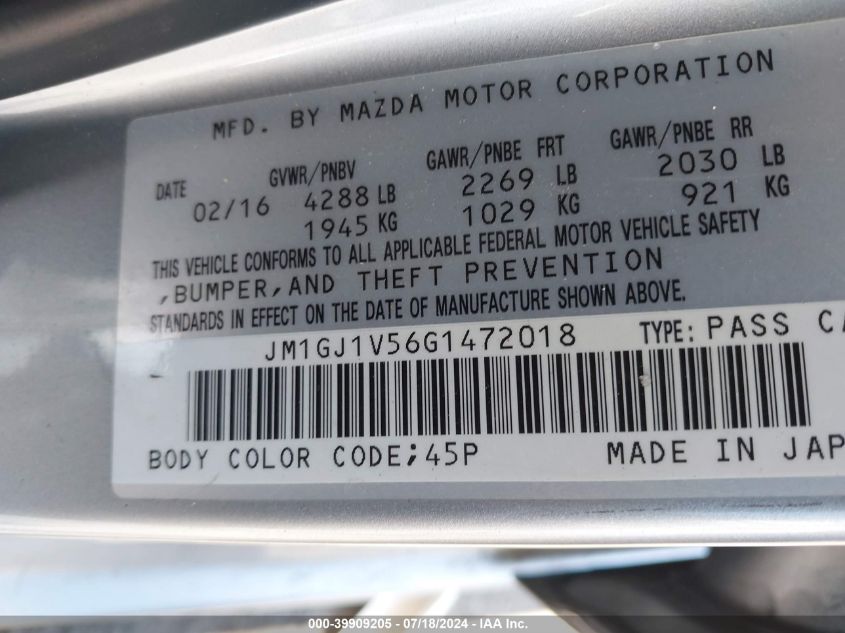 MFD. BY MAZDA MOTOR CORPORATION
DATE GVWR/PNBV GAWR/PNBE FRT GAWR/PNBE RR
02/16 4288 LB 2269 LB 2030 LB
1945 KG 1029 KG 921 KG
THIS VEHICLE CONFORMS TO ALL APPLICABLE FEDERAL MOTOR VEHICLE SAFETY
,BUMPER,AND THEFT PREVENTION
STANDARDS IN EFFECT ON THE DATE OF MANUFACTURE SHOWN ABOVE.
JM1GJ1V56G1472018 TYPE: PASS CA
BODY COLOR CODE;45P MADE IN JAP
000-39909205 - 07/18/2024 - IAA Inc.